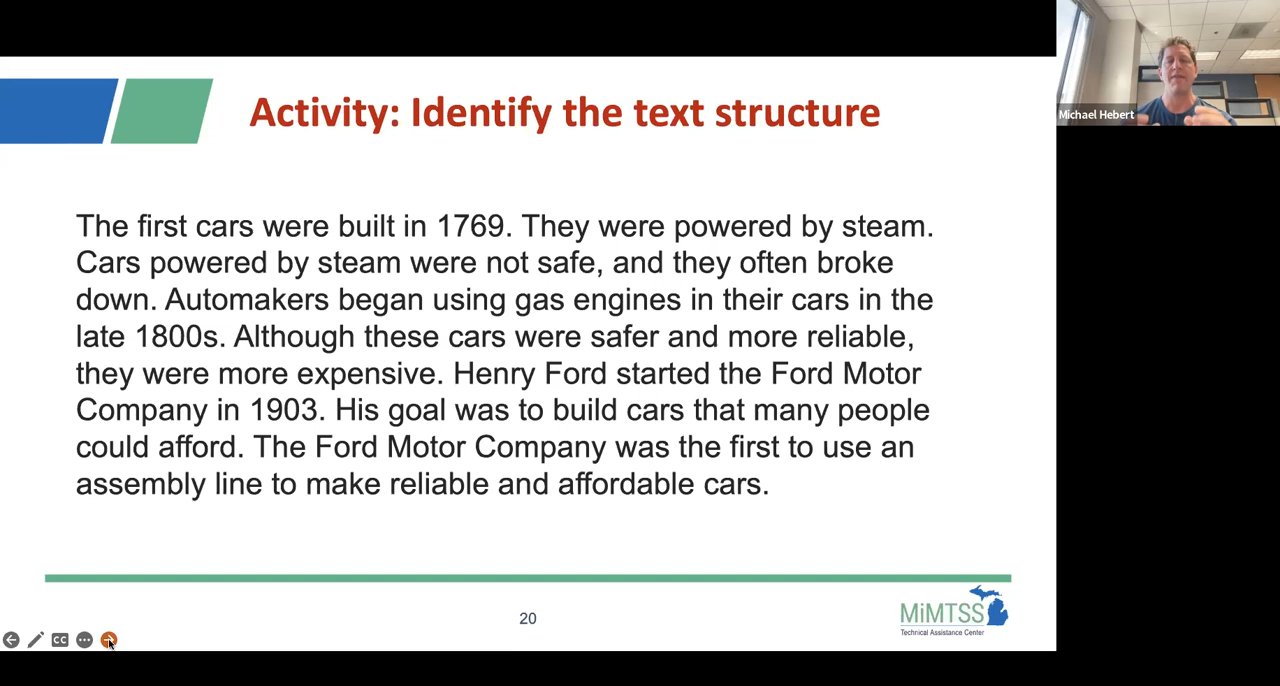 Activity: Identify the text structure
Michael Hebert
The first cars were built in 1769. They were powered by steam.
Cars powered by steam were not safe, and they often broke
down. Automakers began using gas engines in their cars in the
late 1800s. Although these cars were safer and more reliable,
they were more expensive. Henry Ford started the Ford Motor
Company in 1903. His goal was to build cars that many people
could afford. The Ford Motor Company was the first to use an
assembly line to make reliable and affordable cars.
20
MiMTSS
Technical Assistance Center
CC